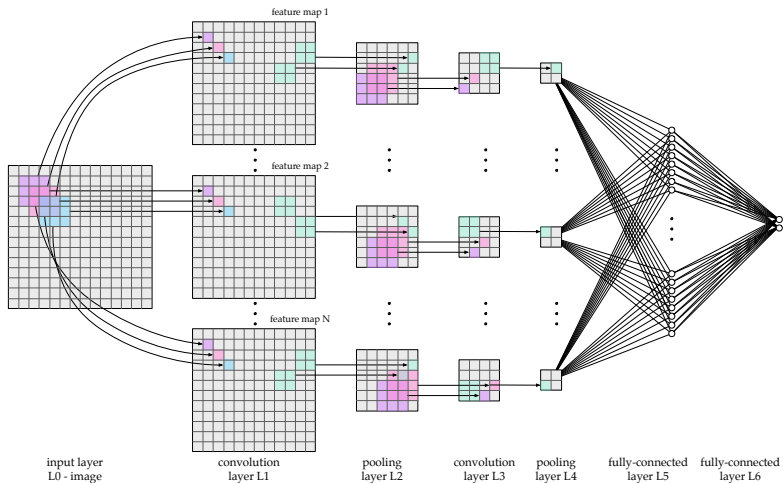 feature map 1
feature map 2
feature map N
input layer
L0 - image
convolution
layer L1
pooling
layer L2
convolution
layer L3
pooling
layer L4
fully-connected
layer L5
fully-connected
layer L6